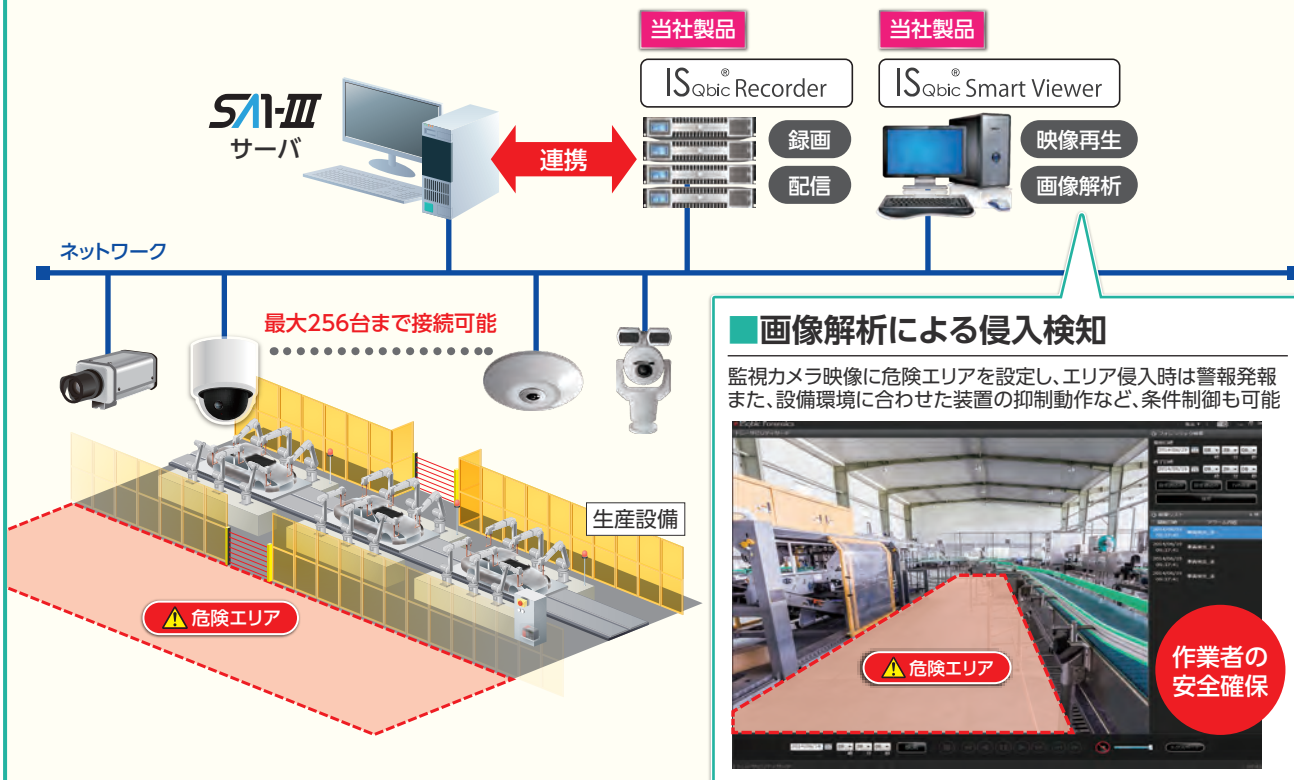 当社製品
当社製品
ISQbic® Recorder
ISQbic® Smart Viewer
SM-III
サーバ
連携
録画
配信
映像再生
画像解析
ネットワーク
最大256台まで接続可能
生産設備
危険エリア
■画像解析による侵入検知
監視カメラ映像に危険エリアを設定し、エリア侵入時は警報発報
また、設備環境に合わせた装置の抑制動作など、条件制御も可能
危険エリア
作業者の
安全確保